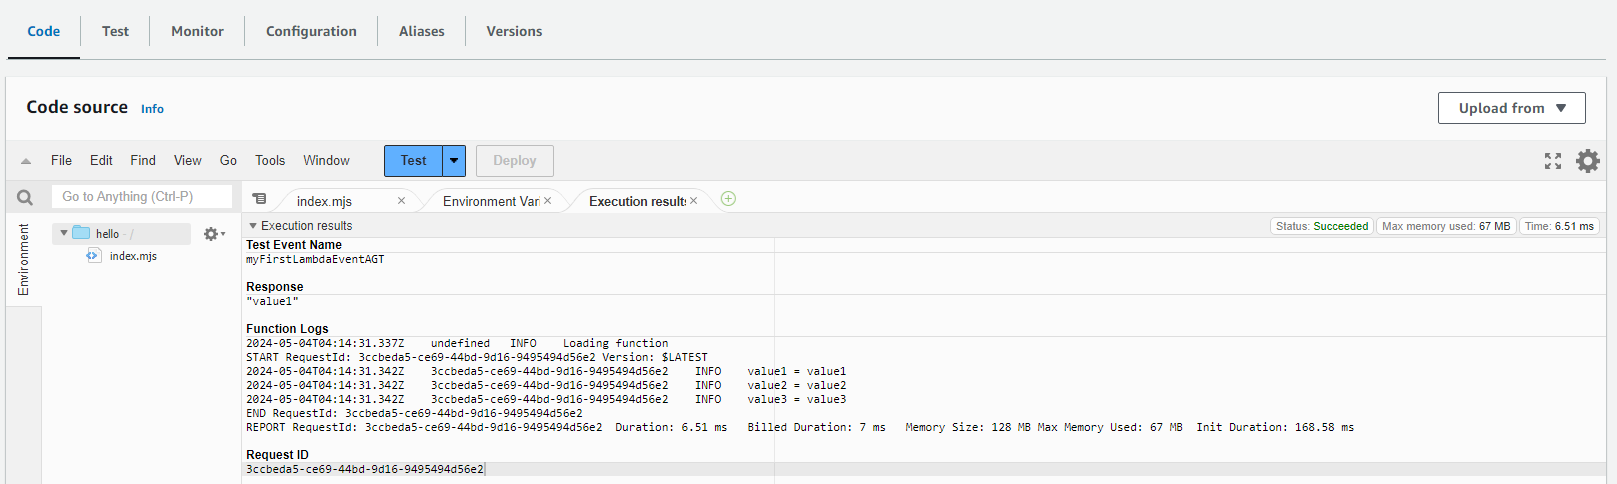 Code Test Monitor Configuration Aliases Versions
Code source Info Upload from
File Edit Find View Go Tools Window Test Deploy
Go to Anything (Ctrl-P) index.mjs Environment Var Execution results
Environment
hello - /
index.mjs
Execution results Status: Succeeded Max memory used: 67 MB Time: 6.51 ms
Test Event Name
myFirstLambdaEventAGT
Response
"value1"
Function Logs
2024-05-04T04:14:31.337Z undefined INFO Loading function
START RequestId: 3ccbeda5-ce69-44bd-9d16-9495494d56e2 Version: $LATEST
2024-05-04T04:14:31.342Z 3ccbeda5-ce69-44bd-9d16-9495494d56e2 INFO value1 = value1
2024-05-04T04:14:31.342Z 3ccbeda5-ce69-44bd-9d16-9495494d56e2 INFO value2 = value2
2024-05-04T04:14:31.342Z 3ccbeda5-ce69-44bd-9d16-9495494d56e2 INFO value3 = value3
END RequestId: 3ccbeda5-ce69-44bd-9d16-9495494d56e2
REPORT RequestId: 3ccbeda5-ce69-44bd-9d16-9495494d56e2 Duration: 6.51 ms Billed Duration: 7 ms Memory Size: 128 MB Max Memory Used: 67 MB Init Duration: 168.58 ms
Request ID
3ccbeda5-ce69-44bd-9d16-9495494d56e2